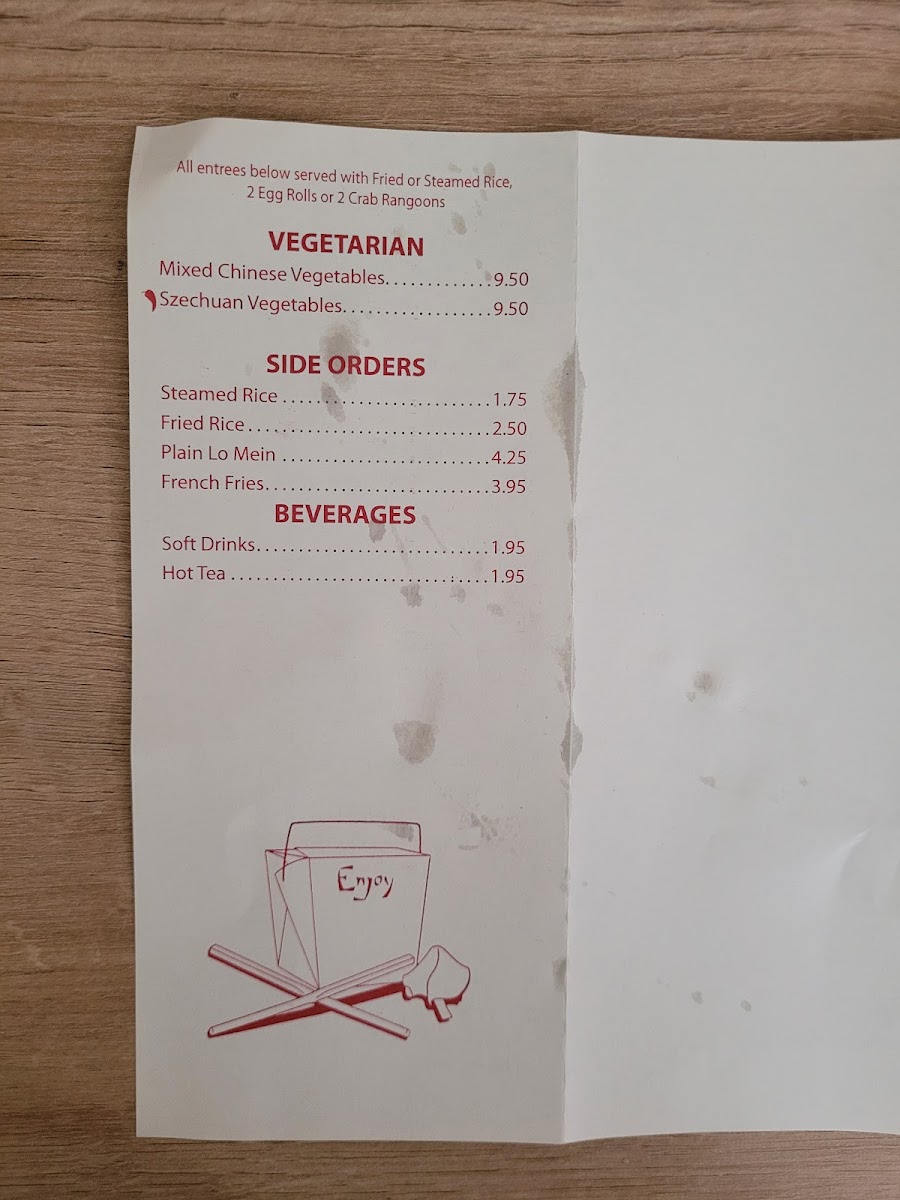 All entrees below served with Fried or Steamed Rice,
2 Egg Rolls or 2 Crab Rangoons
VEGETARIAN
Mixed Chinese Vegetables.............9.50
Szechuan Vegetables..................9.50
SIDE ORDERS
Steamed Rice .........................1.75
Fried Rice.............................2.50
Plain Lo Mein .........................4.25
French Fries...........................3.95
BEVERAGES
Soft Drinks............................1.95
Hot Tea ...............................1.95
Enjoy